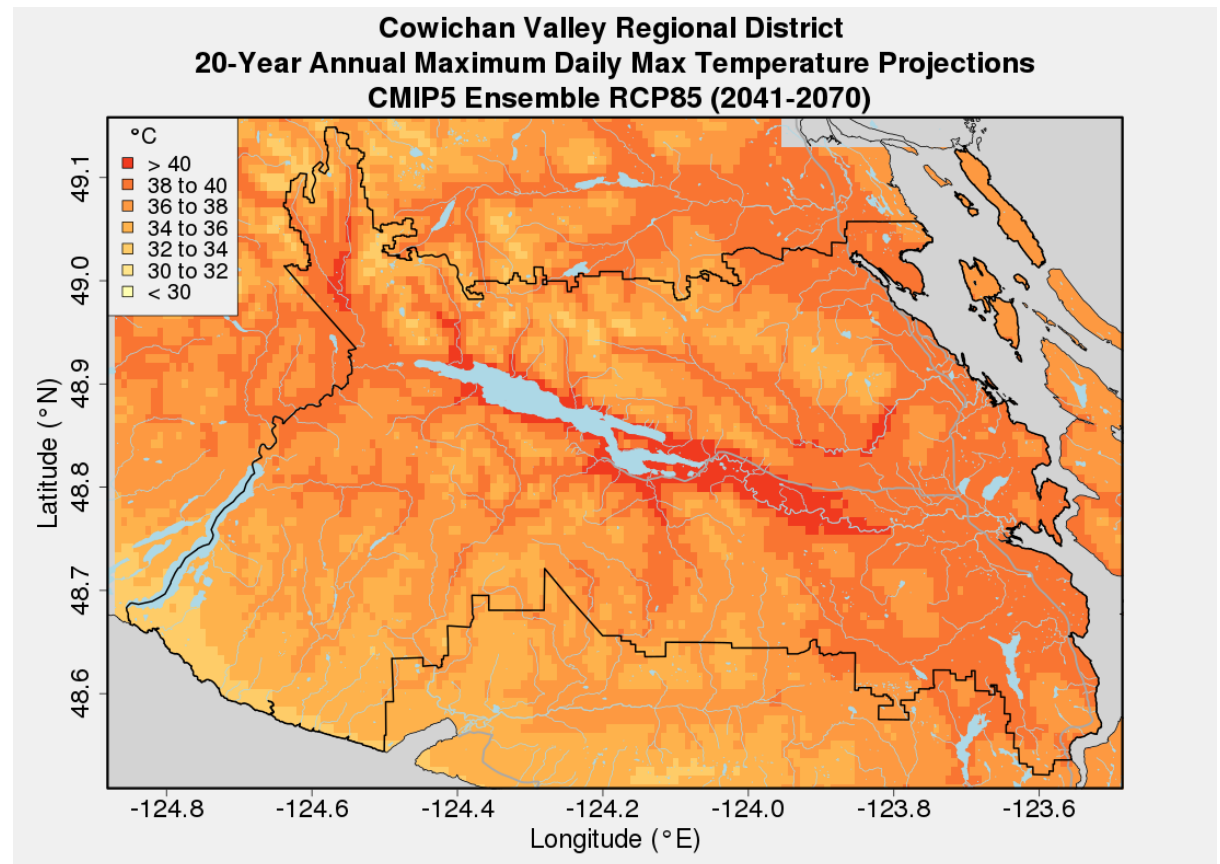 Cowichan Valley Regional District
20-Year Annual Maximum Daily Max Temperature Projections
CMIP5 Ensemble RCP85 (2041-2070)
°C
> 40
38 to 40
36 to 38
34 to 36
32 to 34
30 to 32
< 30
49.1
49.0
48.9
48.8
48.7
48.6
Latitude (°N)
-124.8
-124.6
-124.4
-124.2
-124.0
-123.8
-123.6
Longitude (°E)